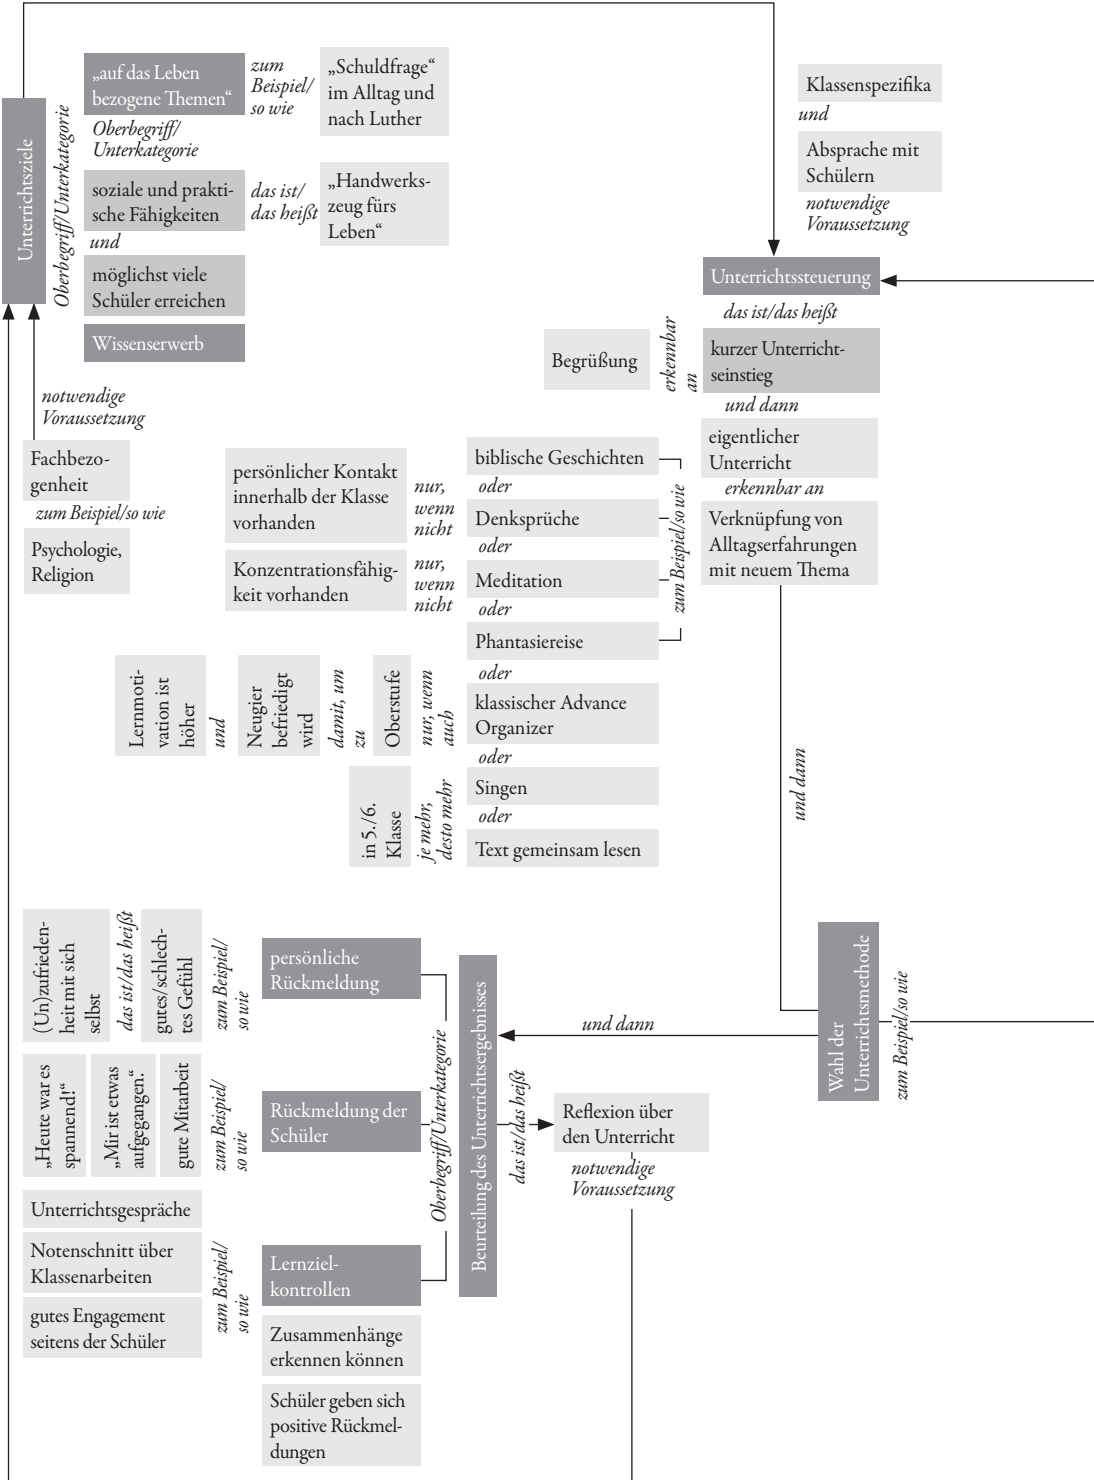 Unterrichtsziele
Oberbegriff/Unterkategorie
„auf das Leben
bezogene Themen“
zum
Beispiel/
so wie
„Schuldfrage“
im Alltag und
nach Luther
Oberbegriff/
Unterkategorie
soziale und prakti-
sche Fähigkeiten
das ist/
das heißt
„Handwerks-
zeug fürs
Leben“
und
möglichst viele
Schüler erreichen
Wissenserwerb
notwendige
Voraussetzung
Fachbezo-
genheit
zum Beispiel/so wie
Psychologie,
Religion
Klassenspezifika
und
Absprache mit
Schülern
notwendige
Voraussetzung
Unterrichtssteuerung
das ist/das heißt
kurzer Unterricht-
seinstieg
erkennbar
an
Begrüßung
und dann
eigentlicher
Unterricht
erkennbar an
Verknüpfung von
Alltagserfahrungen
mit neuem Thema
zum Beispiel/so wie
biblische Geschichten
oder
Denksprüche
oder
Meditation
oder
Phantasiereise
oder
klassischer Advance
Organizer
oder
Singen
oder
Text gemeinsam lesen
persönlicher Kontakt
innerhalb der Klasse
vorhanden
nur,
wenn
nicht
Konzentrationsfähig-
keit vorhanden
nur,
wenn
nicht
Lernmoti-
vation ist
höher
und
Neugier
befriedigt
wird
damit, um
zu
Oberstufe
nur, wenn
auch
in 5./6.
Klasse
je mehr,
desto mehr
und dann
Wahl der
Unterrichtsmethode
zum Beispiel/so wie
und dann
Beurteilung des Unterrichtsergebnisses
das ist/das heißt
Reflexion über
den Unterricht
notwendige
Voraussetzung
Oberbegriff/Unterkategorie
persönliche
Rückmeldung
zum Beispiel/
so wie
gutes/schlech-
tes Gefühl
das ist/das heißt
(Un)zufrieden-
heit mit sich
selbst
Rückmeldung der
Schüler
zum Beispiel/
so wie
„Heute war es
spannend!“
„Mir ist etwas
aufgegangen.“
gute Mitarbeit
Lernziel-
kontrollen
zum Beispiel/
so wie
Unterrichtsgespräche
Notenschnitt über
Klassenarbeiten
gutes Engagement
seitens der Schüler
Zusammenhänge
erkennen können
Schüler geben sich
positive Rückmel-
dungen